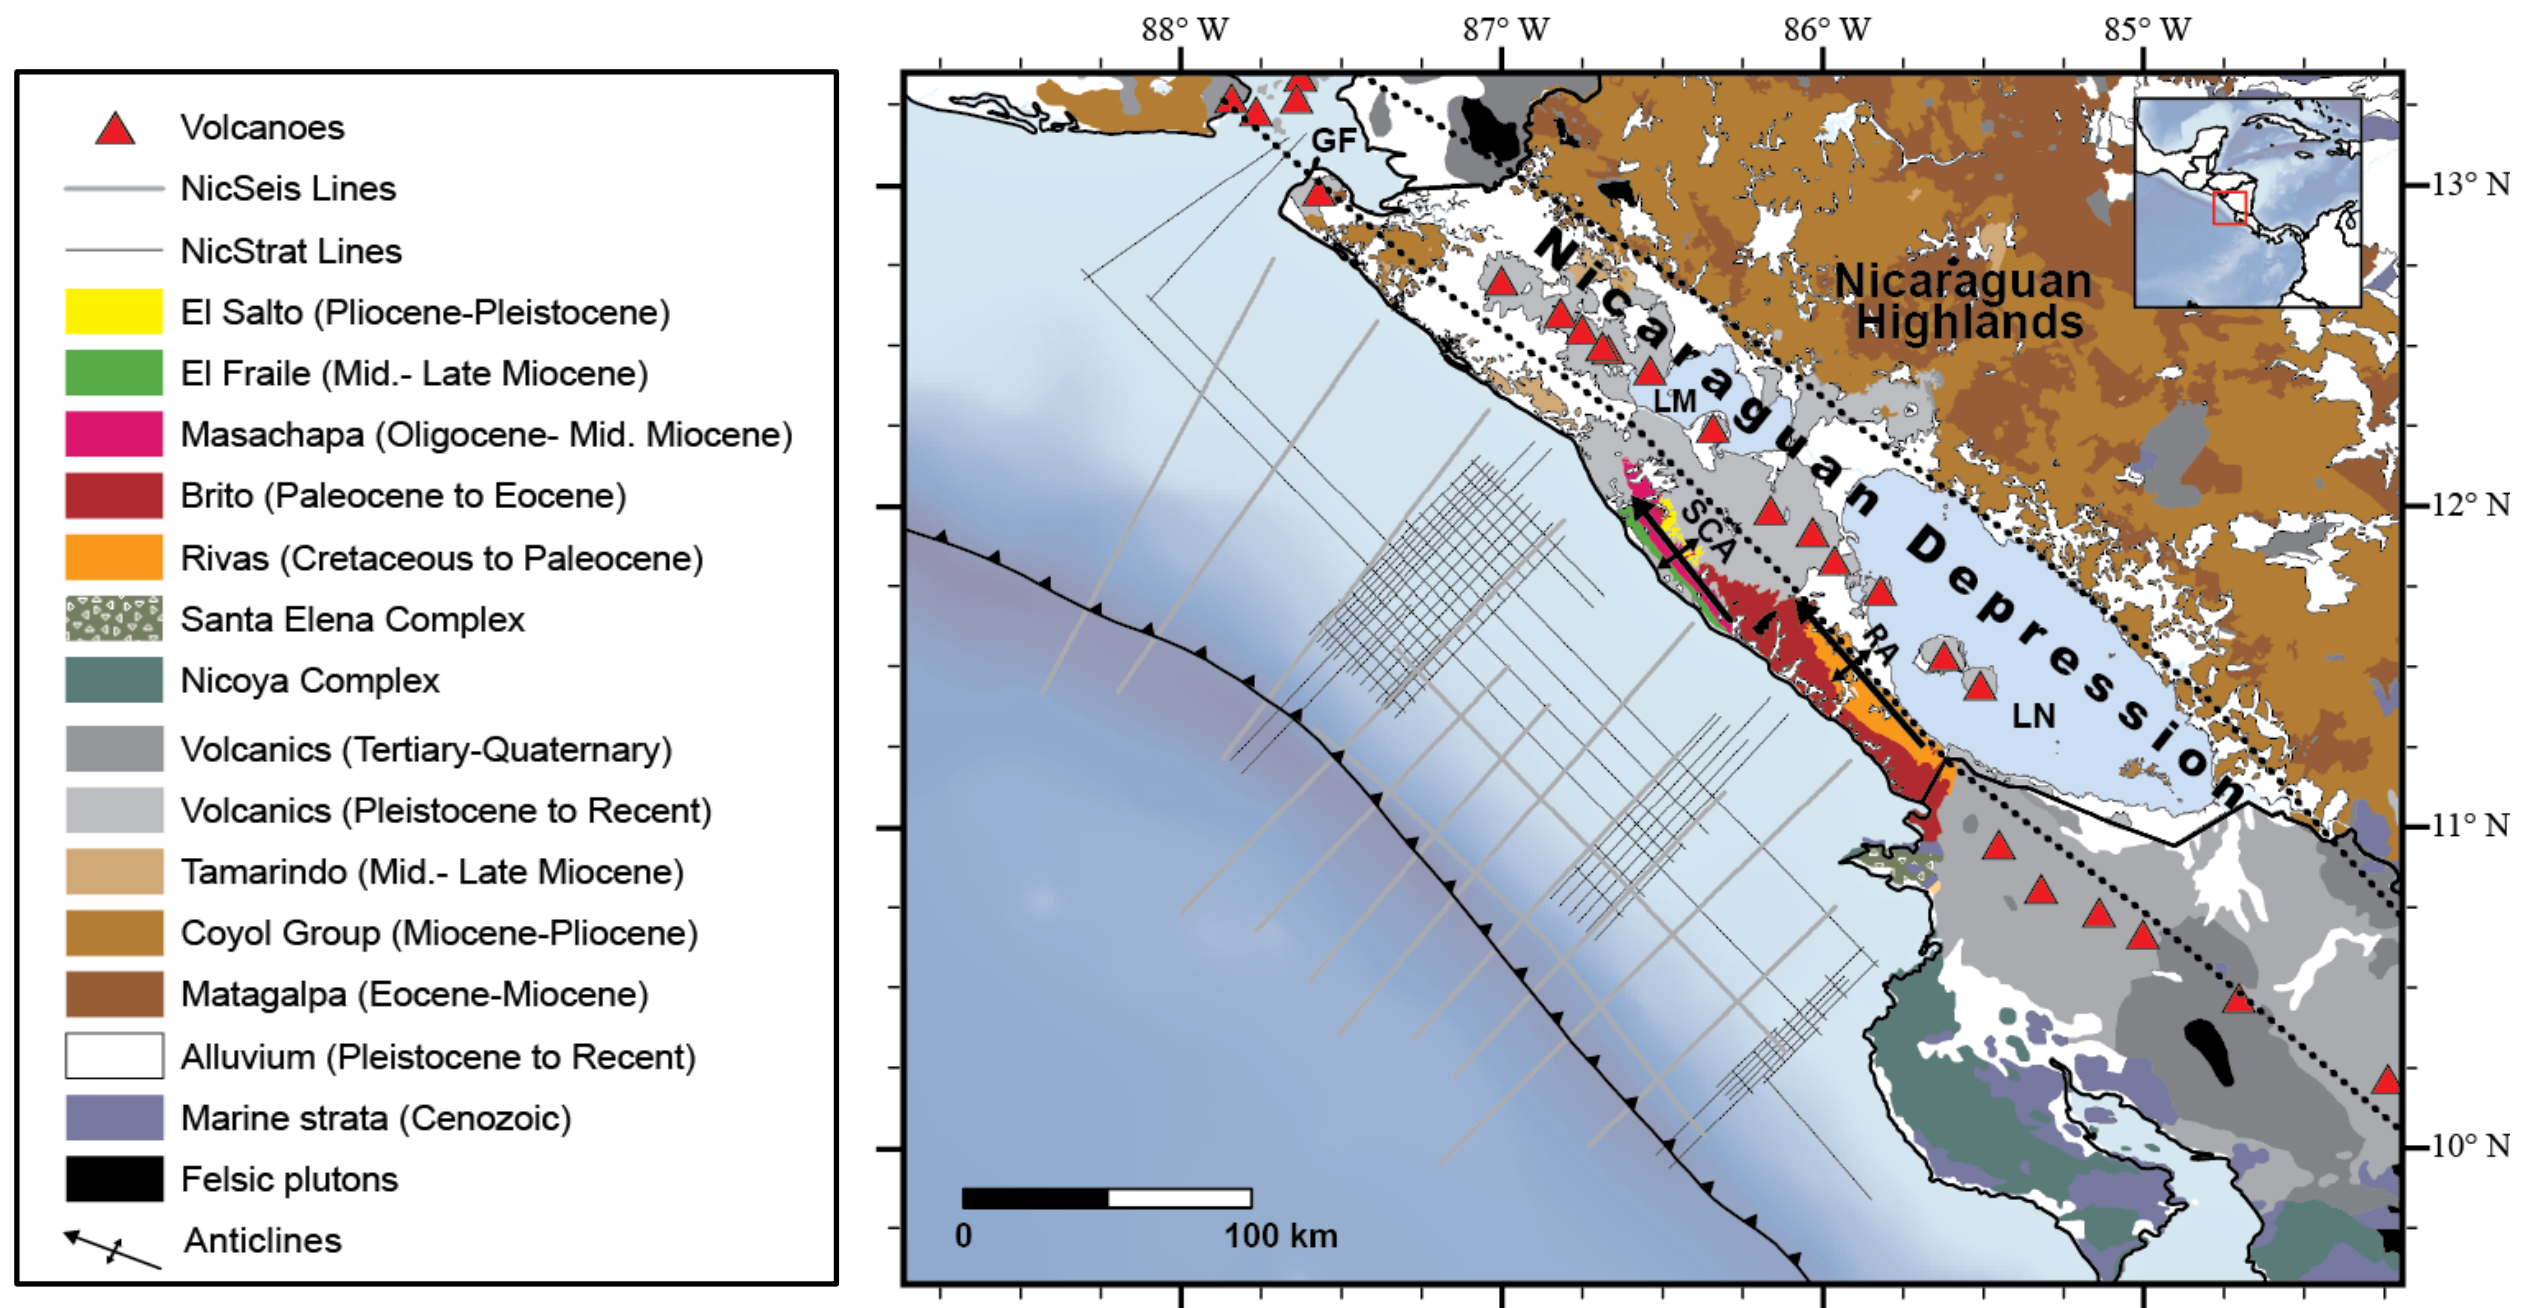 Volcanoes
NicSeis Lines
NicStrat Lines
El Salto (Pliocene-Pleistocene)
El Fraile (Mid.- Late Miocene)
Masachapa (Oligocene- Mid. Miocene)
Brito (Paleocene to Eocene)
Rivas (Cretaceous to Paleocene)
Santa Elena Complex
Nicoya Complex
Volcanics (Tertiary-Quaternary)
Volcanics (Pleistocene to Recent)
Tamarindo (Mid.- Late Miocene)
Coyol Group (Miocene-Pliocene)
Matagalpa (Eocene-Miocene)
Alluvium (Pleistocene to Recent)
Marine strata (Cenozoic)
Felsic plutons
Anticlines
88° W
87° W
86° W
85° W
13° N
12° N
11° N
10° N
GF
Nicaraguan
Highlands
Nicaraguan Depression
LM
SCA
RA
LN
0
100 km